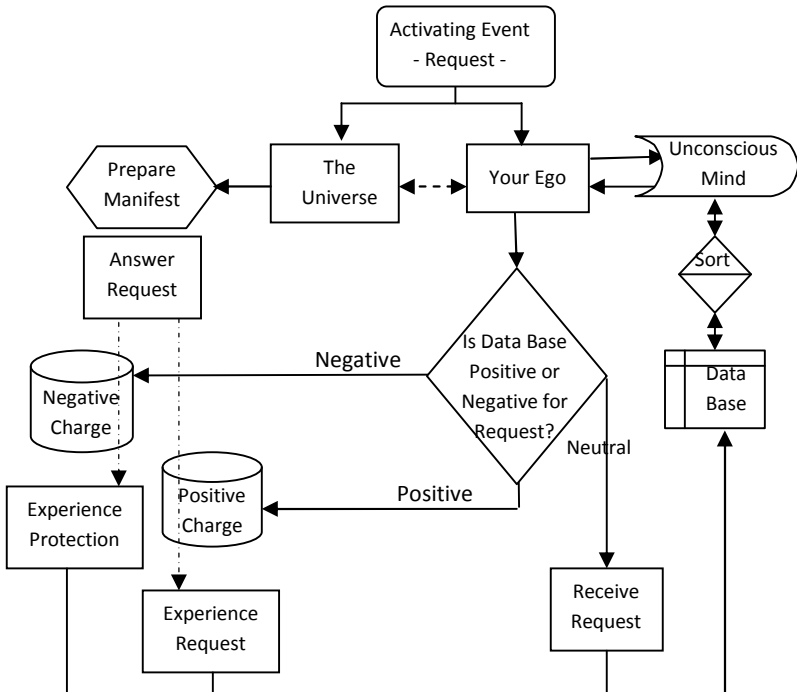 Activating Event
- Request -
Prepare
Manifest
The
Universe
Your Ego
Unconscious
Mind
Answer
Request
Sort
Negative
Is Data Base
Positive or
Negative for
Request?
Data
Base
Negative
Charge
Neutral
Positive
Positive
Charge
Experience
Protection
Experience
Request
Receive
Request